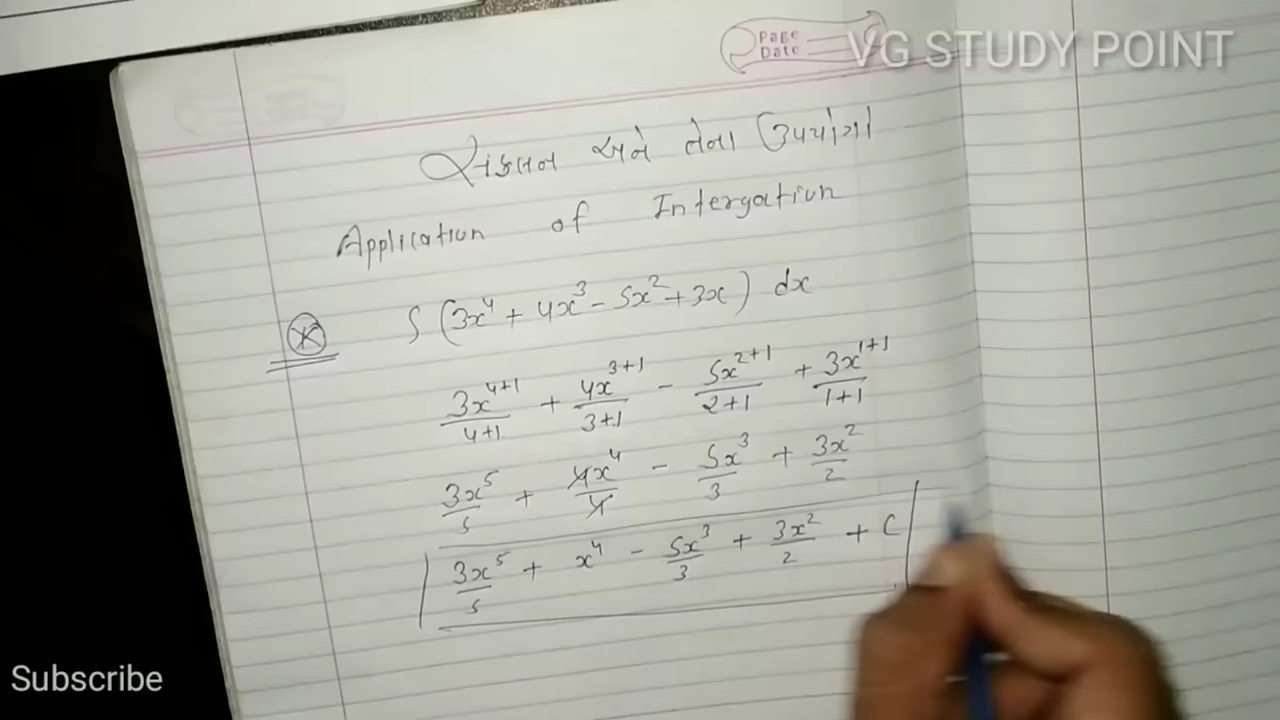 Page
Date
VG STUDY POINT
સંકલન અને તેના ઉપયોગો
Application of Intergation
∫ (3x⁴ + 4x³ - 5x² + 3x) dx
3x⁴⁺¹/4+1 + 4x³⁺¹/3+1 - 5x²⁺¹/2+1 + 3x¹⁺¹/1+1
3x⁵/5 + 4x⁴/4 - 5x³/3 + 3x²/2
3x⁵/5 + x⁴ - 5x³/3 + 3x²/2 + C
Subscribe